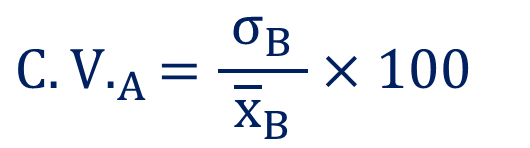 C. V.A = σB / x̅B × 100